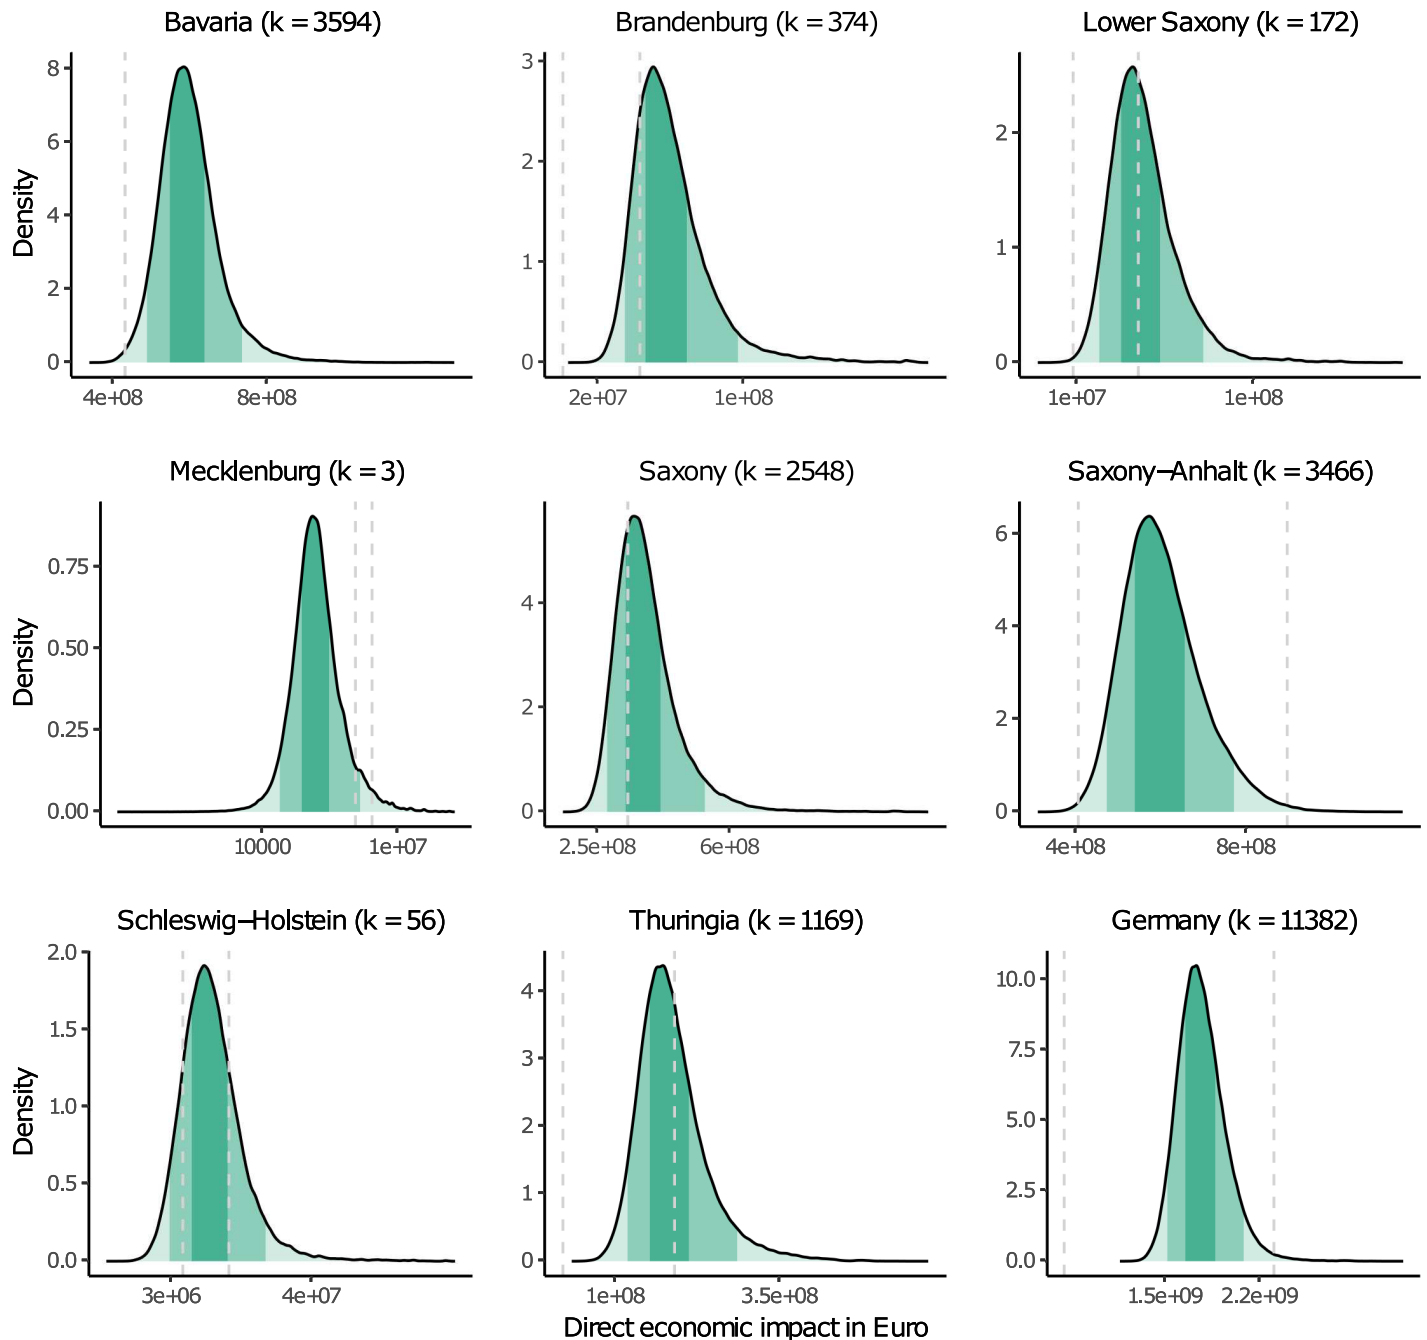 Bavaria (k = 3594)
Brandenburg (k = 374)
Lower Saxony (k = 172)
Density
8
6
4
2
0
4e+08
8e+08
3
2
1
0
2e+07
1e+08
2
1
0
1e+07
1e+08
Mecklenburg (k = 3)
Saxony (k = 2548)
Saxony−Anhalt (k = 3466)
Density
0.75
0.50
0.25
0.00
10000
1e+07
4
2
0
2.5e+08
6e+08
6
4
2
0
4e+08
8e+08
Schleswig−Holstein (k = 56)
Thuringia (k = 1169)
Germany (k = 11382)
Density
2.0
1.5
1.0
0.5
0.0
3e+06
4e+07
4
3
2
1
0
1e+08
3.5e+08
10.0
7.5
5.0
2.5
0.0
1.5e+09
2.2e+09
Direct economic impact in Euro